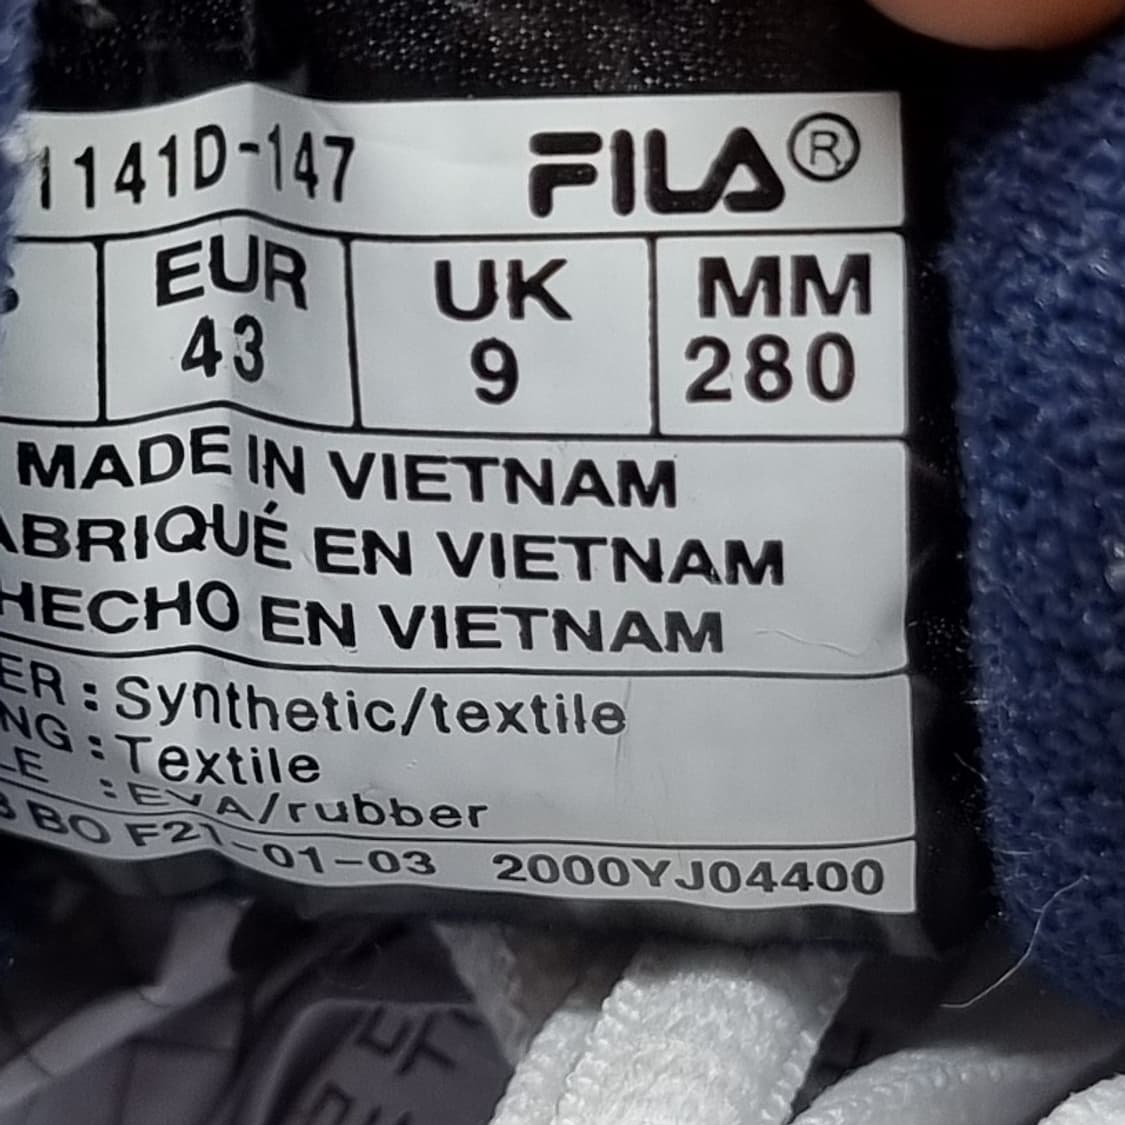 1141D-147 FILA®
EUR UK MM
43 9 280
MADE IN VIETNAM
ABRIQUÉ EN VIETNAM
HECHO EN VIETNAM
ER : Synthetic/textile
NG : Textile
LE : EVA/rubber
BO F21-01-03 2000YJ04400